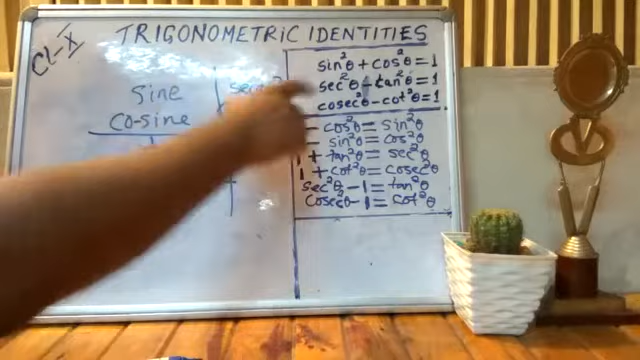 CL-X
TRIGONOMETRIC IDENTITIES
sine
co-sine
sin²θ + cos²θ = 1
sec²θ - tan²θ = 1
cosec²θ - cot²θ = 1
- cos²θ = sin²θ
- sin²θ = cos²θ
1 + tan²θ = sec²θ
1 + cot²θ = cosec²θ
sec²θ - 1 = tan²θ
cosec²θ - 1 = cot²θ